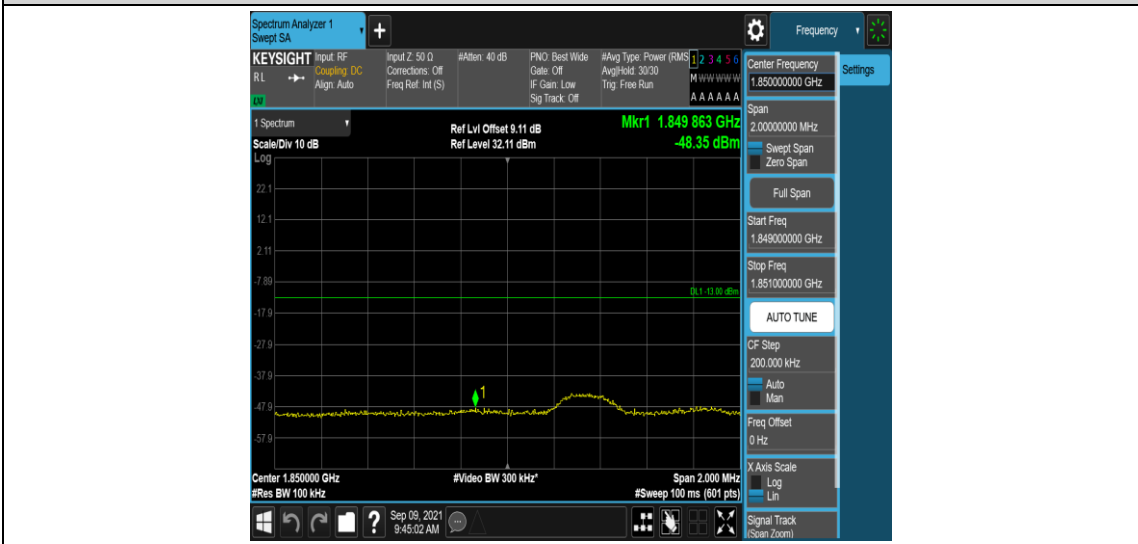 Spectrum Analyzer 1
Swept SA
+
Frequency
KEYSIGHT
RL
LXI
Input: RF
Coupling: DC
Align: Auto
Input Z: 50 Ω
Corrections: Off
Freq Ref: Int (S)
#Atten: 40 dB
PNO: Best Wide
Gate: Off
IF Gain: Low
Sig Track: Off
#Avg Type: Power (RMS
Avg|Hold: 30/30
Trig: Free Run
1 2 3 4 5 6
M W W W W W
A A A A A A
1 Spectrum
Scale/Div 10 dB
Ref Lvl Offset 9.11 dB
Ref Level 32.11 dBm
Mkr1 1.849 863 GHz
-48.35 dBm
Log
22.1
12.1
2.11
-7.89
DL1 -13.00 dBm
-17.9
-27.9
-37.9
1
-47.9
-57.9
Center 1.850000 GHz
#Video BW 300 kHz*
Span 2.000 MHz
#Res BW 100 kHz
#Sweep 100 ms (601 pts)
Center Frequency
1.850000000 GHz
Settings
Span
2.00000000 MHz
Swept Span
Zero Span
Full Span
Start Freq
1.849000000 GHz
Stop Freq
1.851000000 GHz
AUTO TUNE
CF Step
200.000 kHz
Auto
Man
Freq Offset
0 Hz
X Axis Scale
Log
Lin
Signal Track
(Span Zoom)
?
Sep 09, 2021
9:45:02 AM